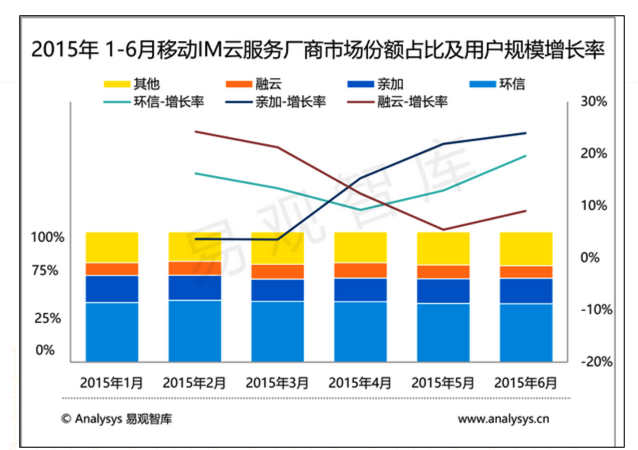 2015年 1-6月移动IM云服务厂商市场份额占比及用户规模增长率
其他 融云 亲加 环信
环信-增长率 亲加-增长率 融云-增长率
30%
20%
10%
100% 0%
75%
25% -10%
0% -20%
易观智库
2015年1月 2015年2月 2015年3月 2015年4月 2015年5月 2015年6月
© Analysys 易观智库 www.analysys.cn